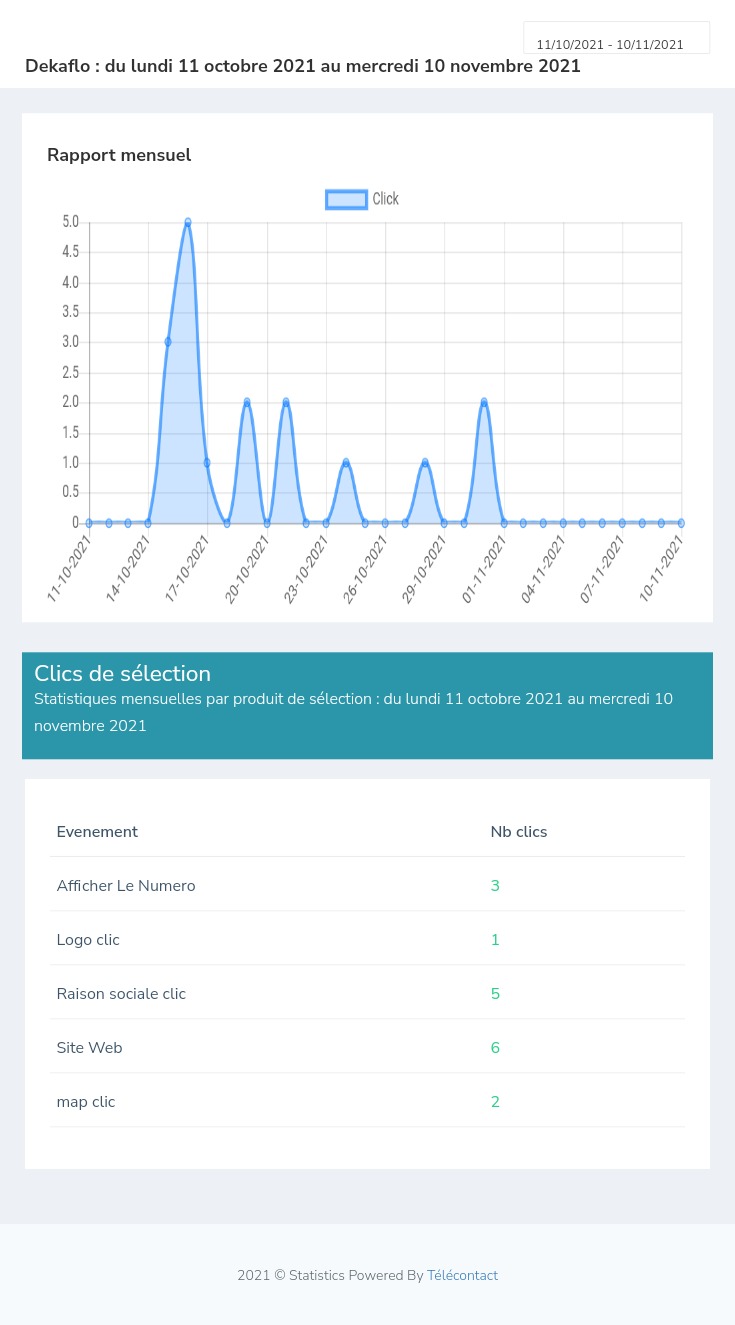 11/10/2021 - 10/11/2021
Dekaflo : du lundi 11 octobre 2021 au mercredi 10 novembre 2021
Rapport mensuel
Click
5.0
4.5
4.0
3.5
3.0
2.5
2.0
1.5
1.0
0.5
0
11-10-2021
14-10-2021
17-10-2021
20-10-2021
23-10-2021
26-10-2021
29-10-2021
01-11-2021
04-11-2021
07-11-2021
10-11-2021
Clics de sélection
Statistiques mensuelles par produit de sélection : du lundi 11 octobre 2021 au mercredi 10
novembre 2021
Evenement Nb clics
Afficher Le Numero 3
Logo clic 1
Raison sociale clic 5
Site Web 6
map clic 2
2021 © Statistics Powered By Télécontact